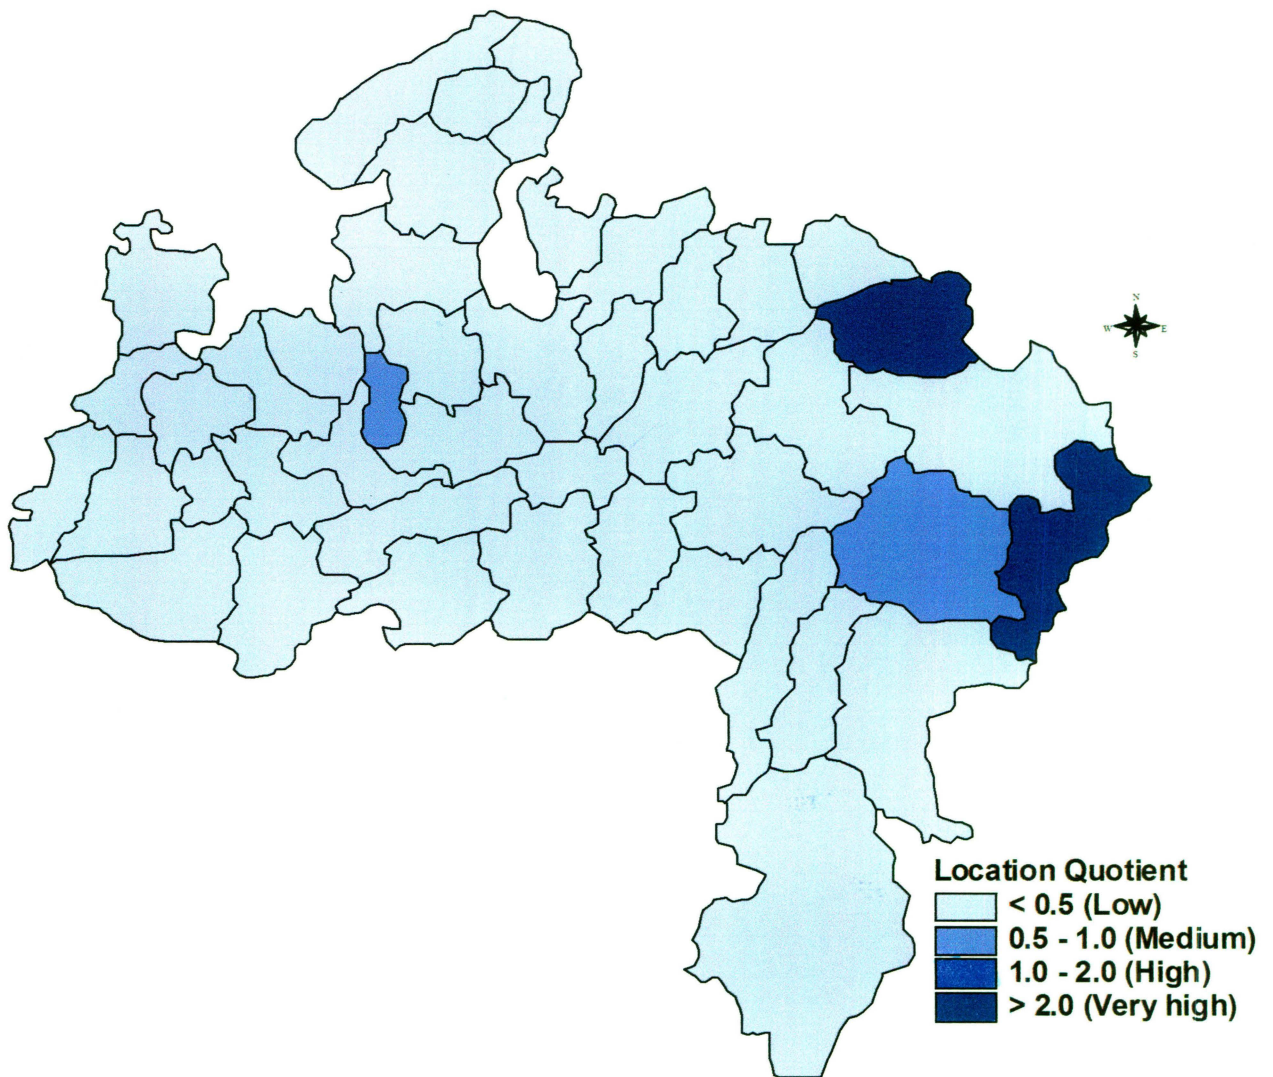 N
W E
S
Location Quotient
< 0.5 (Low)
0.5 - 1.0 (Medium)
1.0 - 2.0 (High)
> 2.0 (Very high)